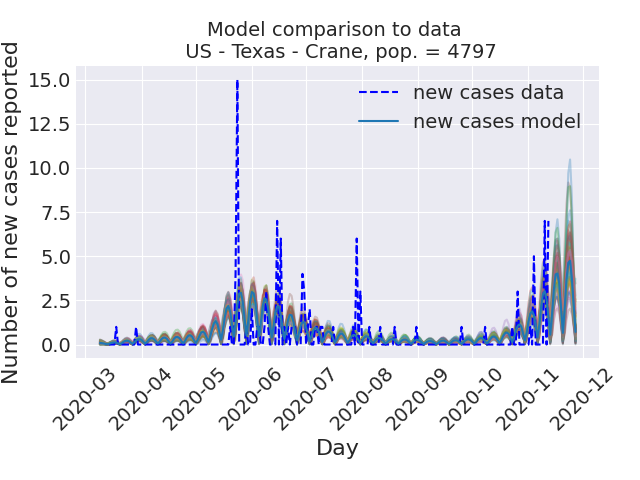 Model comparison to data
US - Texas - Crane, pop. = 4797
Number of new cases reported
15.0
12.5
10.0
7.5
5.0
2.5
0.0
new cases data
new cases model
2020-03
2020-04
2020-05
2020-06
2020-07
2020-08
2020-09
2020-10
2020-11
2020-12
Day